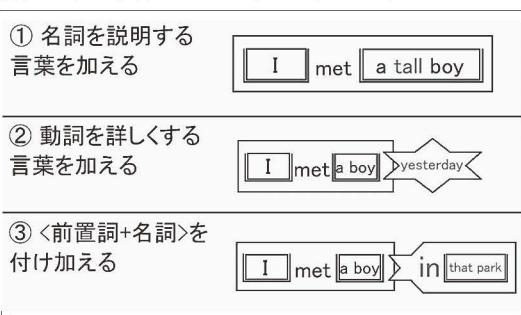 ① 名詞を説明する
言葉を加える
I met a tall boy
② 動詞を詳しくする
言葉を加える
I met a boy yesterday
③ <前置詞+名詞>を
付け加える
I met a boy in that park